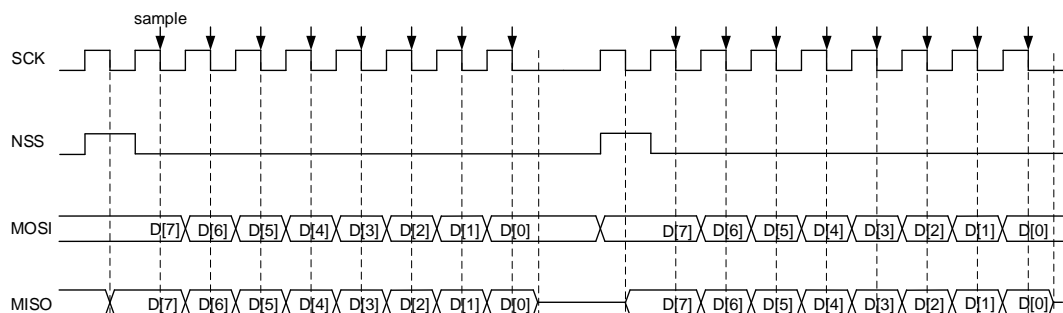 sample
SCK
NSS
MOSI D[7] D[6] D[5] D[4] D[3] D[2] D[1] D[0] D[7] D[6] D[5] D[4] D[3] D[2] D[1] D[0]
MISO D[7] D[6] D[5] D[4] D[3] D[2] D[1] D[0] D[7] D[6] D[5] D[4] D[3] D[2] D[1] D[0]